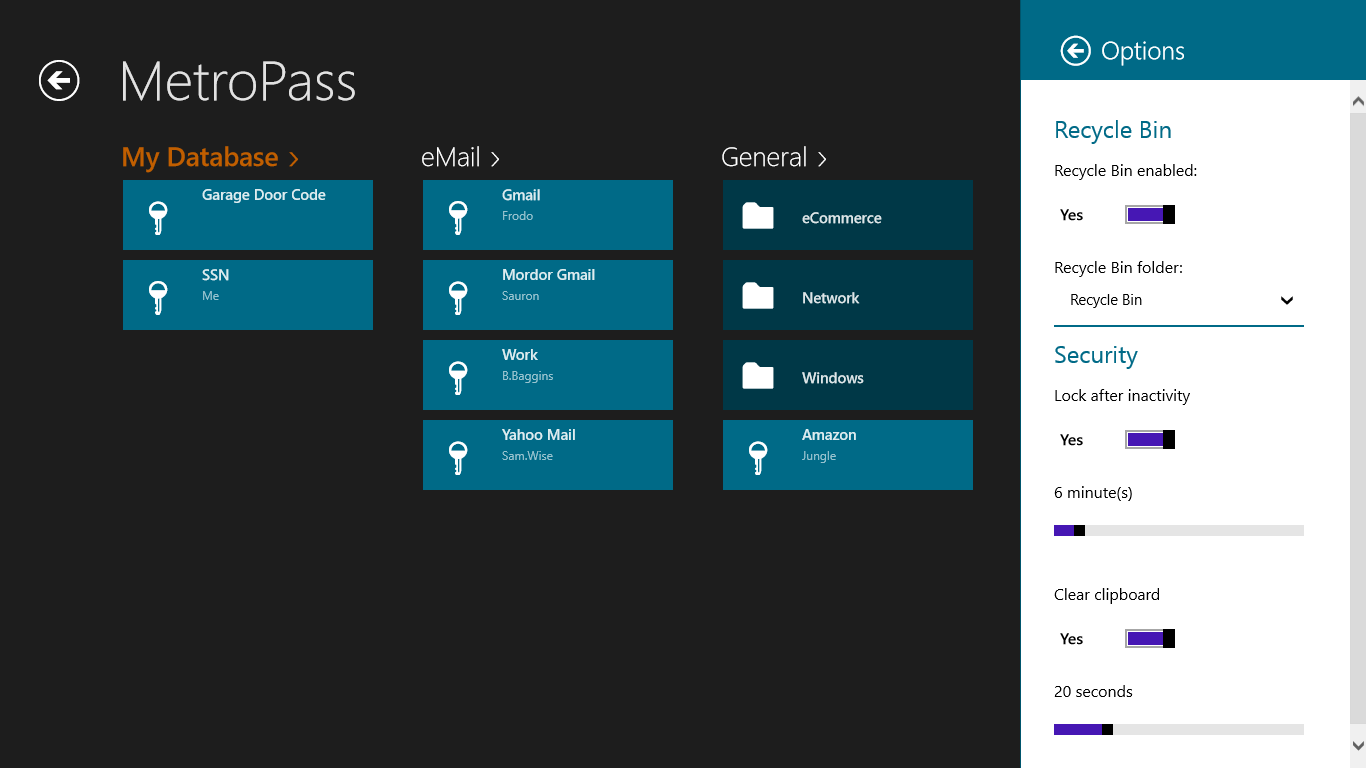 MetroPass
My Database
Garage Door Code
SSN
Me
eMail
Gmail
Frodo
Mordor Gmail
Sauron
Work
B.Baggins
Yahoo Mail
Sam.Wise
General
eCommerce
Network
Windows
Amazon
Jungle
Options
Recycle Bin
Recycle Bin enabled:
Yes
Recycle Bin folder:
Recycle Bin
Security
Lock after inactivity
Yes
6 minute(s)
Clear clipboard
Yes
20 seconds